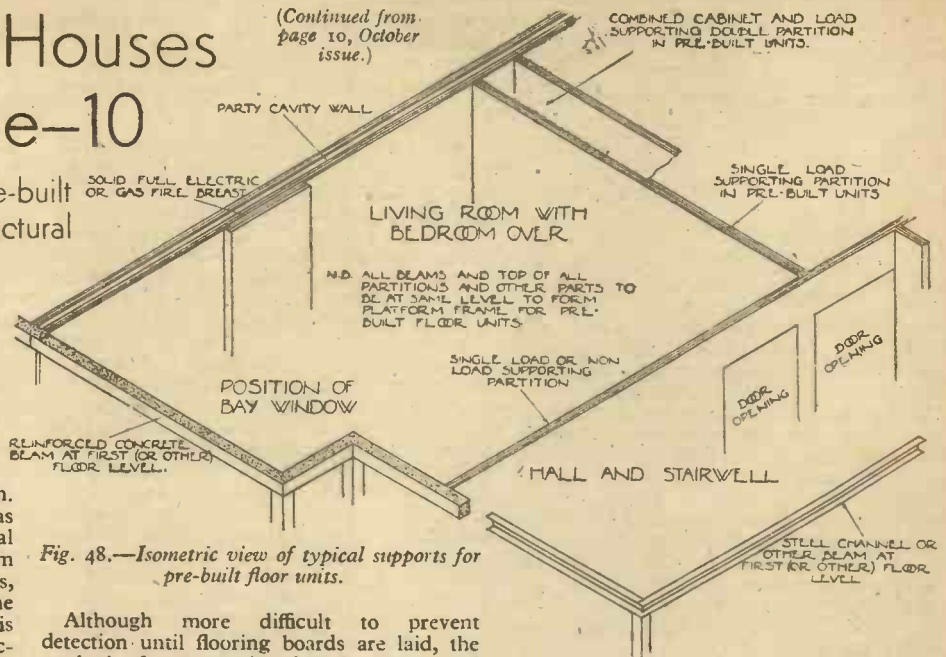 Houses
e–10
e-built
ctural
(Continued from
page 10, October
issue.)
COMBINED CABINET AND LOAD
SUPPORTING DOUBLE PARTITION
IN PRE-BUILT UNITS.
PARTY CAVITY WALL
SOLID FULL ELECTRIC
OR GAS FIRE BREAST
SINGLE LOAD
SUPPORTING PARTITION
IN PRE-BUILT UNITS
LIVING ROOM WITH
BEDROOM OVER
N.B. ALL BEAMS AND TOP OF ALL
PARTITIONS AND OTHER PARTS TO
BE AT SAME LEVEL TO FORM
PLATFORM FRAME FOR PRE-
BUILT FLOOR UNITS.
DOOR
OPENING
DOOR
OPENING
SINGLE LOAD OR NON
LOAD SUPPORTING
PARTITION
POSITION OF
BAY WINDOW
REINFORCED CONCRETE
BEAM AT FIRST (OR OTHER)
FLOOR LEVEL.
HALL AND STAIRWELL
STEEL CHANNEL OR
OTHER BEAM AT
FIRST (OR OTHER) FLOOR
LEVEL
n.
as
al
m
s,
ne
is
c-
Fig. 48.—Isometric view of typical supports for
pre-built floor units.
Although more difficult to prevent
detection until flooring boards are laid, the